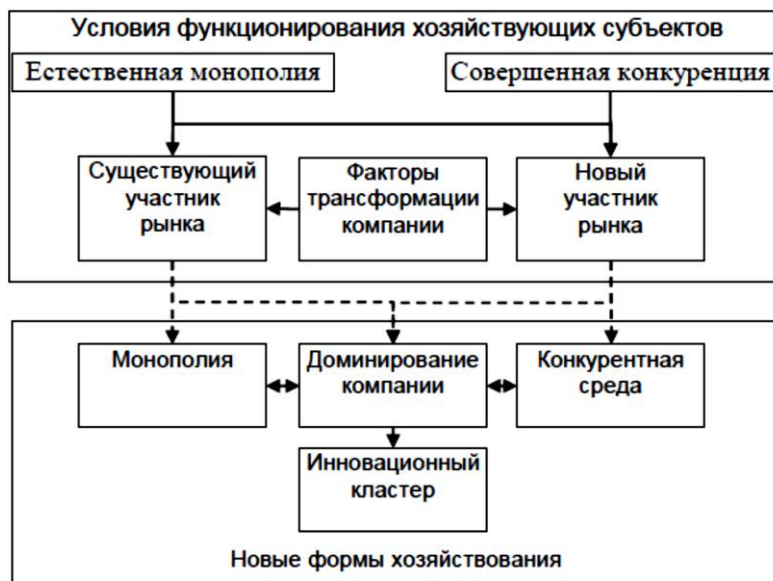 Условия функционирования хозяйствующих субъектов
Естественная монополия
Совершенная конкуренция
Существующий
участник
рынка
Факторы
трансформации
компании
Новый
участник
рынка
Монополия
Доминирование
компании
Конкурентная
среда
Инновационный
кластер
Новые формы хозяйствования